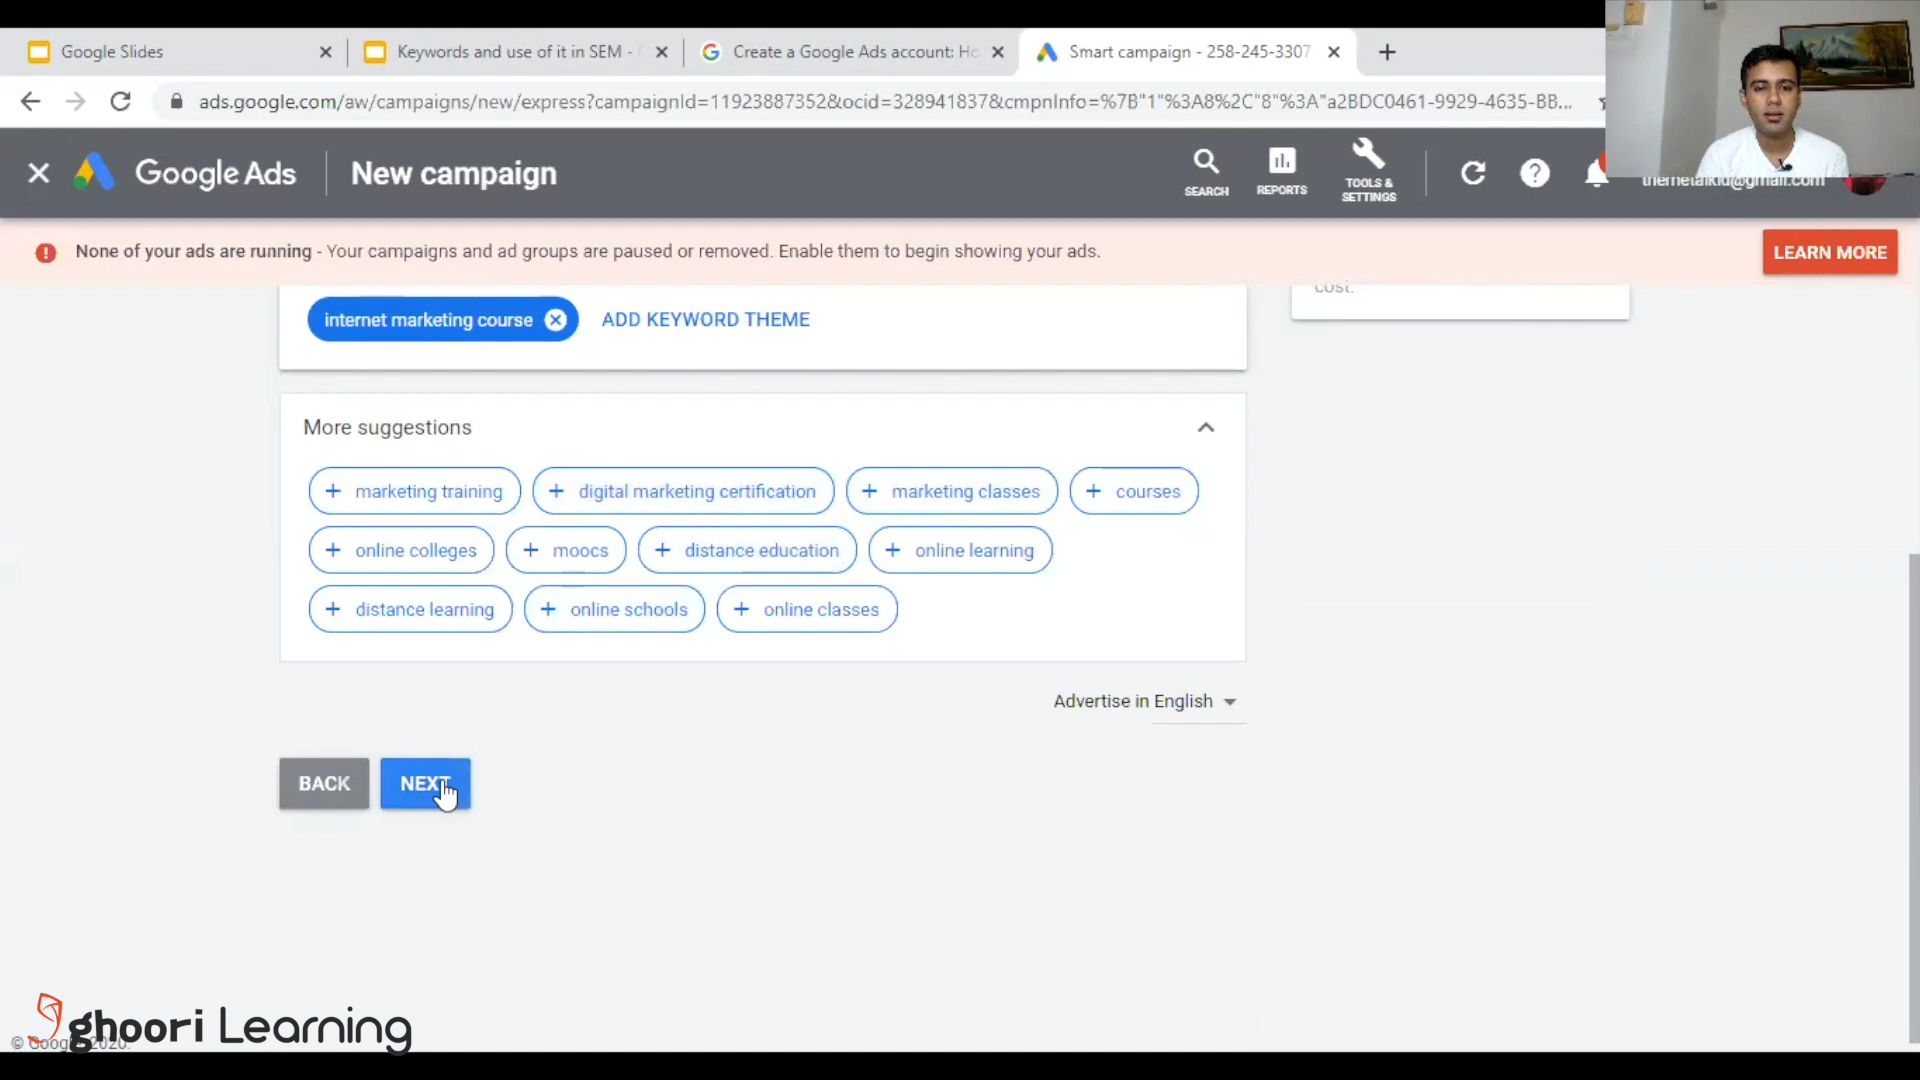 Google Slides
Keywords and use of it in SEM -
Create a Google Ads account: Ho
Smart campaign - 258-245-3307
ads.google.com/aw/campaigns/new/express?campaignId=11923887352&ocid=328941837&cmpnInfo=%7B"1"%3A8%2C"8"%3A"a2BDC0461-9929-4635-BB...
Google Ads
New campaign
SEARCH
REPORTS
TOOLS &
SETTINGS
None of your ads are running - Your campaigns and ad groups are paused or removed. Enable them to begin showing your ads.
LEARN MORE
cost.
internet marketing course
ADD KEYWORD THEME
More suggestions
+ marketing training
+ digital marketing certification
+ marketing classes
+ courses
+ online colleges
+ moocs
+ distance education
+ online learning
+ distance learning
+ online schools
+ online classes
Advertise in English
BACK
NEXT
ghoori Learning
© Google 2020.